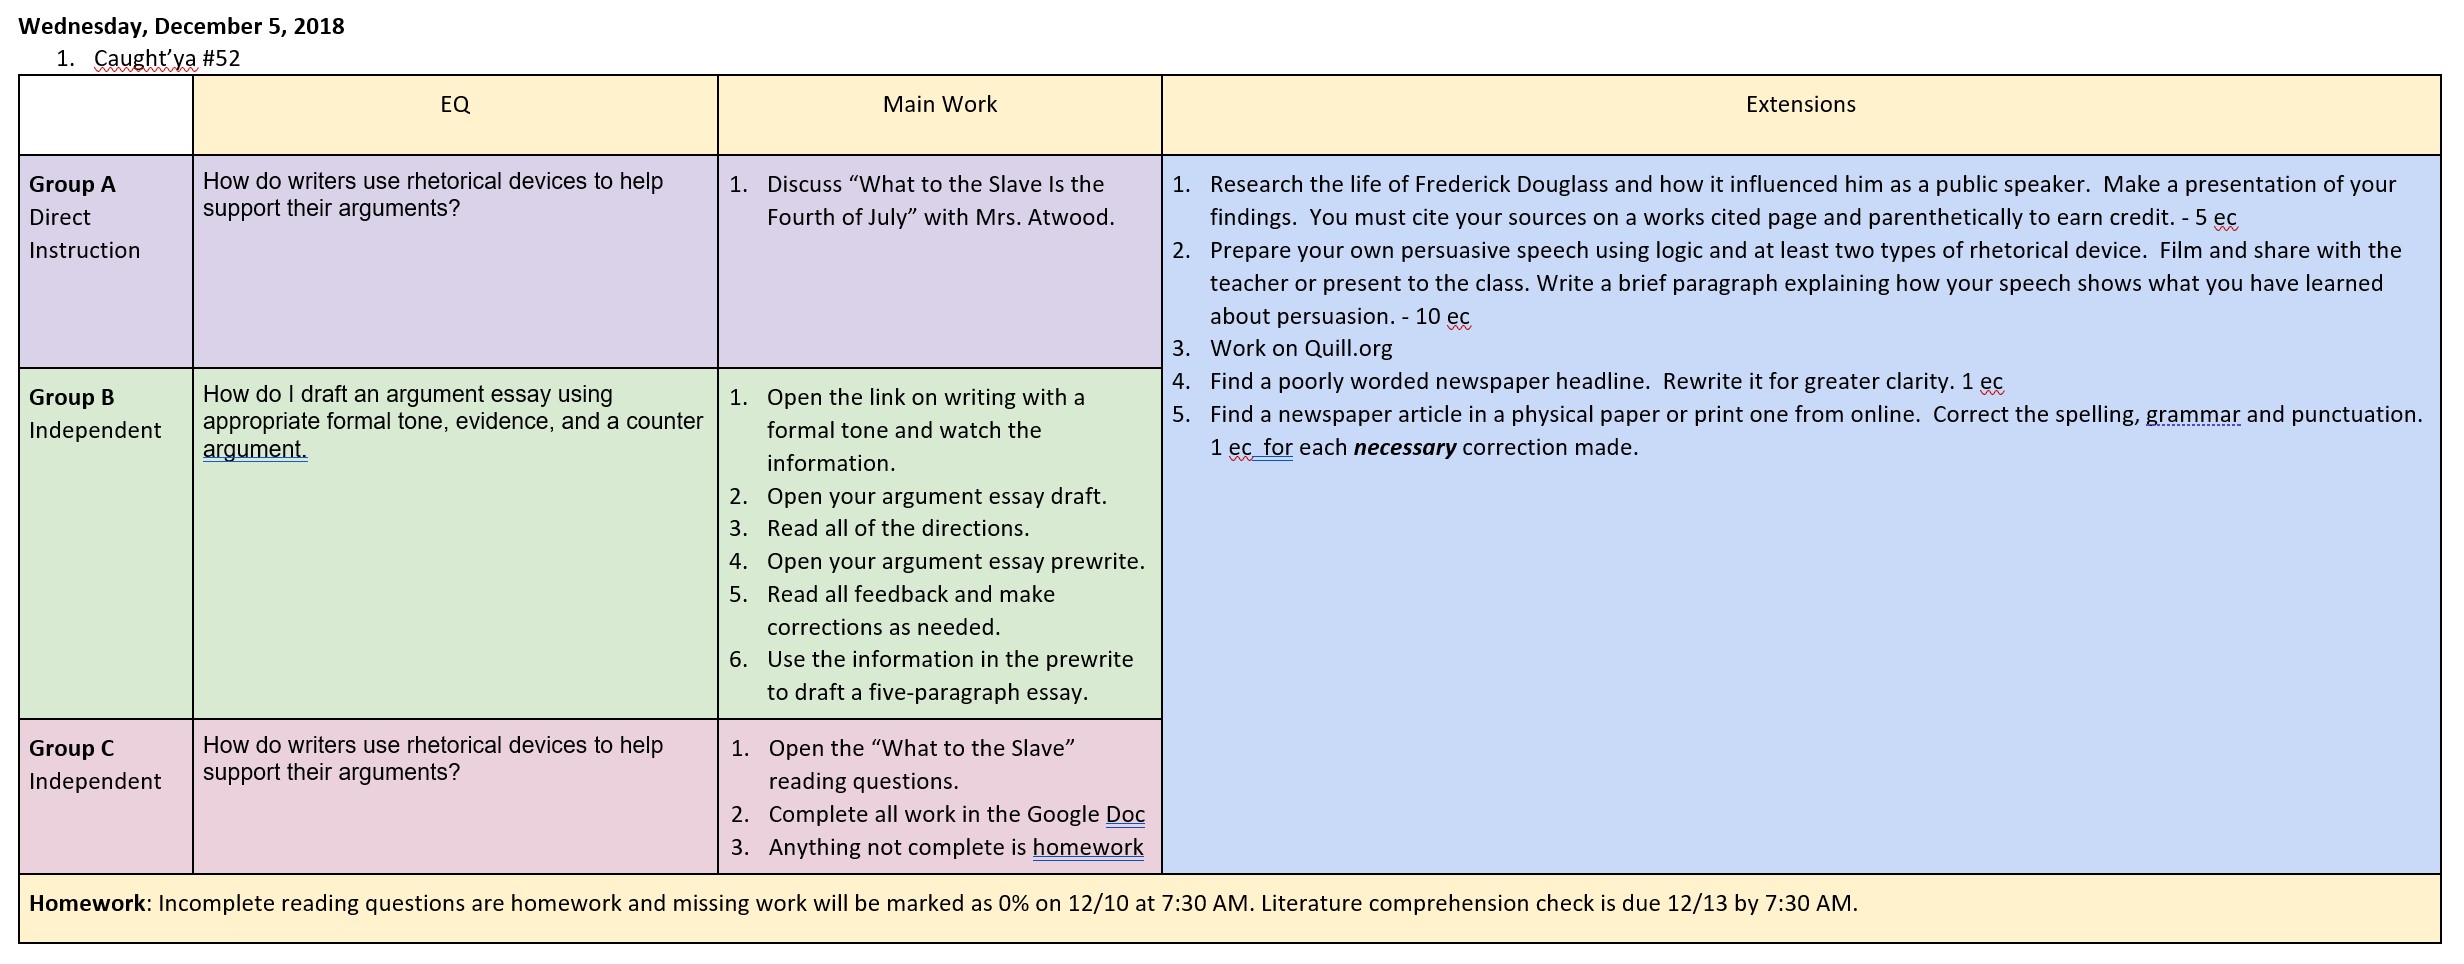 Wednesday, December 5, 2018
1. Caught’ya #52
EQ
Main Work
Extensions
Group A
Direct
Instruction
How do writers use rhetorical devices to help
support their arguments?
1. Discuss “What to the Slave Is the
Fourth of July” with Mrs. Atwood.
1. Research the life of Frederick Douglass and how it influenced him as a public speaker.  Make a presentation of your
findings.  You must cite your sources on a works cited page and parenthetically to earn credit. - 5 ec
2. Prepare your own persuasive speech using logic and at least two types of rhetorical device.  Film and share with the
teacher or present to the class. Write a brief paragraph explaining how your speech shows what you have learned
about persuasion. - 10 ec
3. Work on Quill.org
4. Find a poorly worded newspaper headline.  Rewrite it for greater clarity. 1 ec
5. Find a newspaper article in a physical paper or print one from online.  Correct the spelling, grammar and punctuation.
1 ec  for each necessary correction made.
Group B
Independent
How do I draft an argument essay using
appropriate formal tone, evidence, and a counter
argument.
1. Open the link on writing with a
formal tone and watch the
information.
2. Open your argument essay draft.
3. Read all of the directions.
4. Open your argument essay prewrite.
5. Read all feedback and make
corrections as needed.
6. Use the information in the prewrite
to draft a five-paragraph essay.
Group C
Independent
How do writers use rhetorical devices to help
support their arguments?
1. Open the “What to the Slave”
reading questions.
2. Complete all work in the Google Doc
3. Anything not complete is homework
Homework: Incomplete reading questions are homework and missing work will be marked as 0% on 12/10 at 7:30 AM. Literature comprehension check is due 12/13 by 7:30 AM.